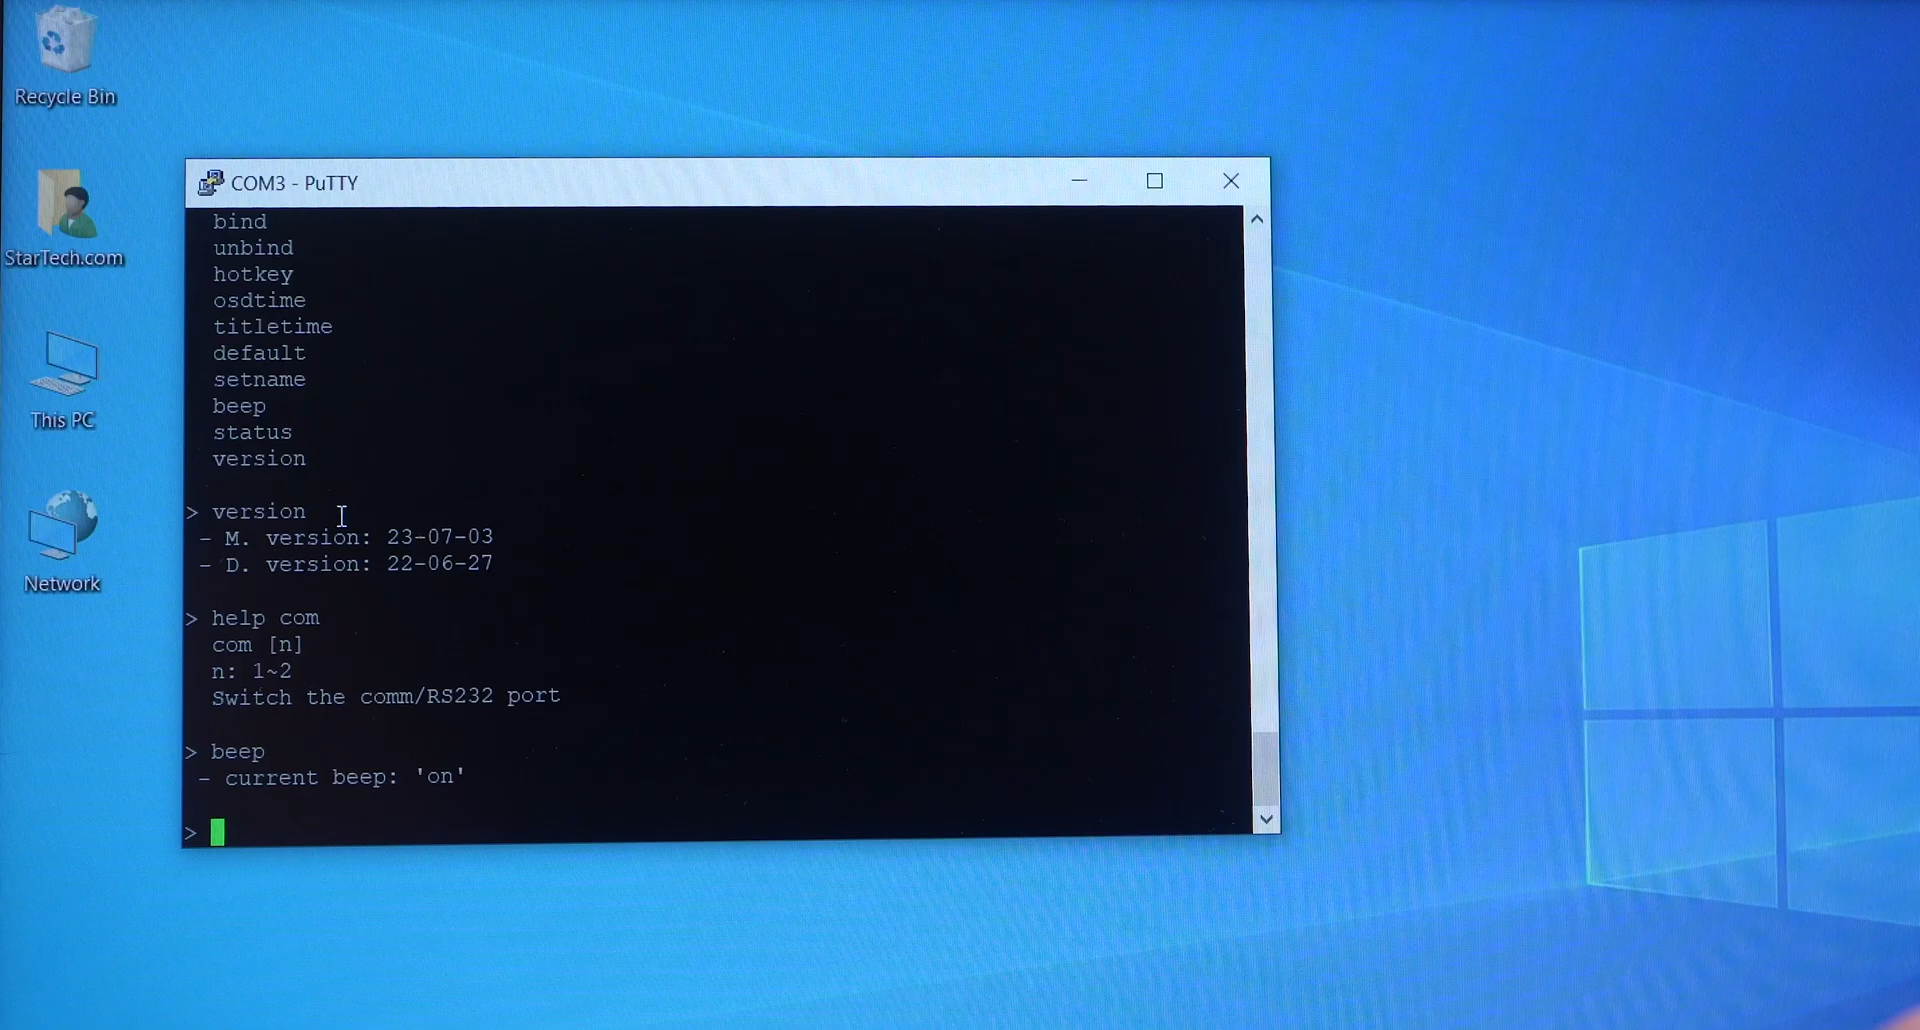 Recycle Bin
StarTech.com
This PC
Network
COM3 - PuTTY
bind
unbind
hotkey
osdtime
titletime
default
setname
beep
status
version
> version
- M. version: 23-07-03
- D. version: 22-06-27
> help com
com [n]
n: 1~2
Switch the comm/RS232 port
> beep
- current beep: 'on'
>